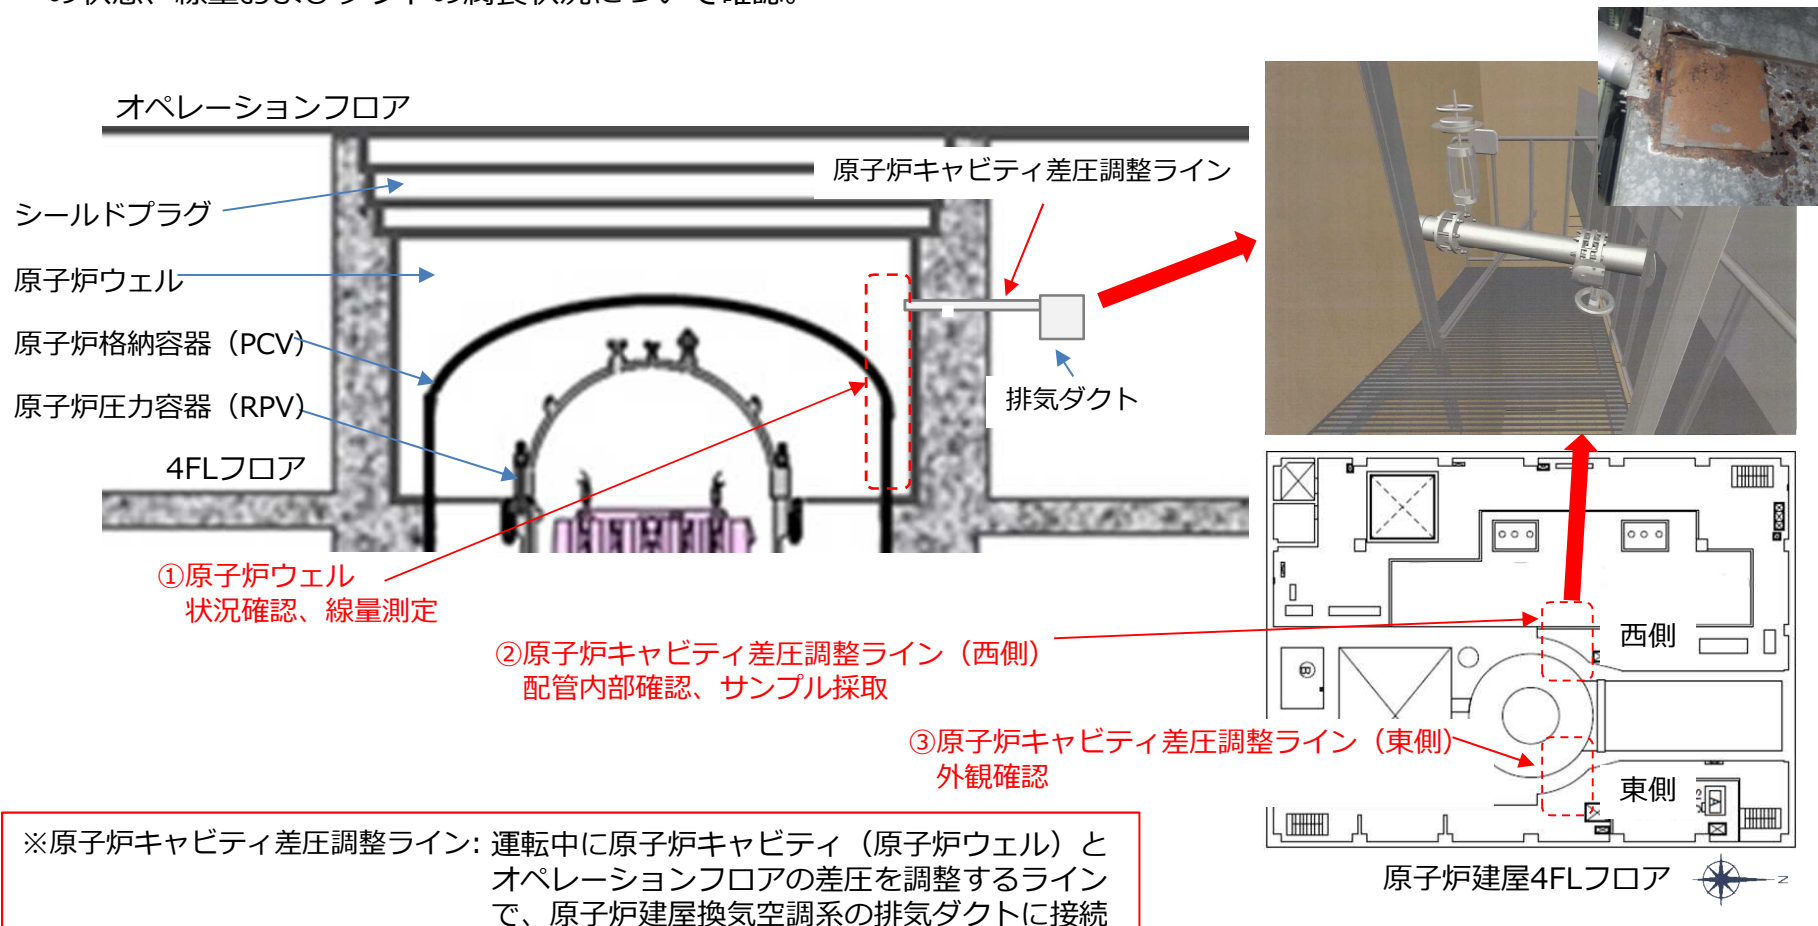 オペレーションフロア
原子炉キャビティ差圧調整ライン
シールドプラグ
原子炉ウェル
原子炉格納容器（PCV）
原子炉圧力容器（RPV）
排気ダクト
4FLフロア
①原子炉ウェル
状況確認、線量測定
②原子炉キャビティ差圧調整ライン（西側）
配管内部確認、サンプル採取
③原子炉キャビティ差圧調整ライン（東側）
外観確認
西側
東側
原子炉建屋4FLフロア
N
※原子炉キャビティ差圧調整ライン: 運転中に原子炉キャビティ（原子炉ウェル）と
オペレーションフロアの差圧を調整するライン
で、原子炉建屋換気空調系の排気ダクトに接続